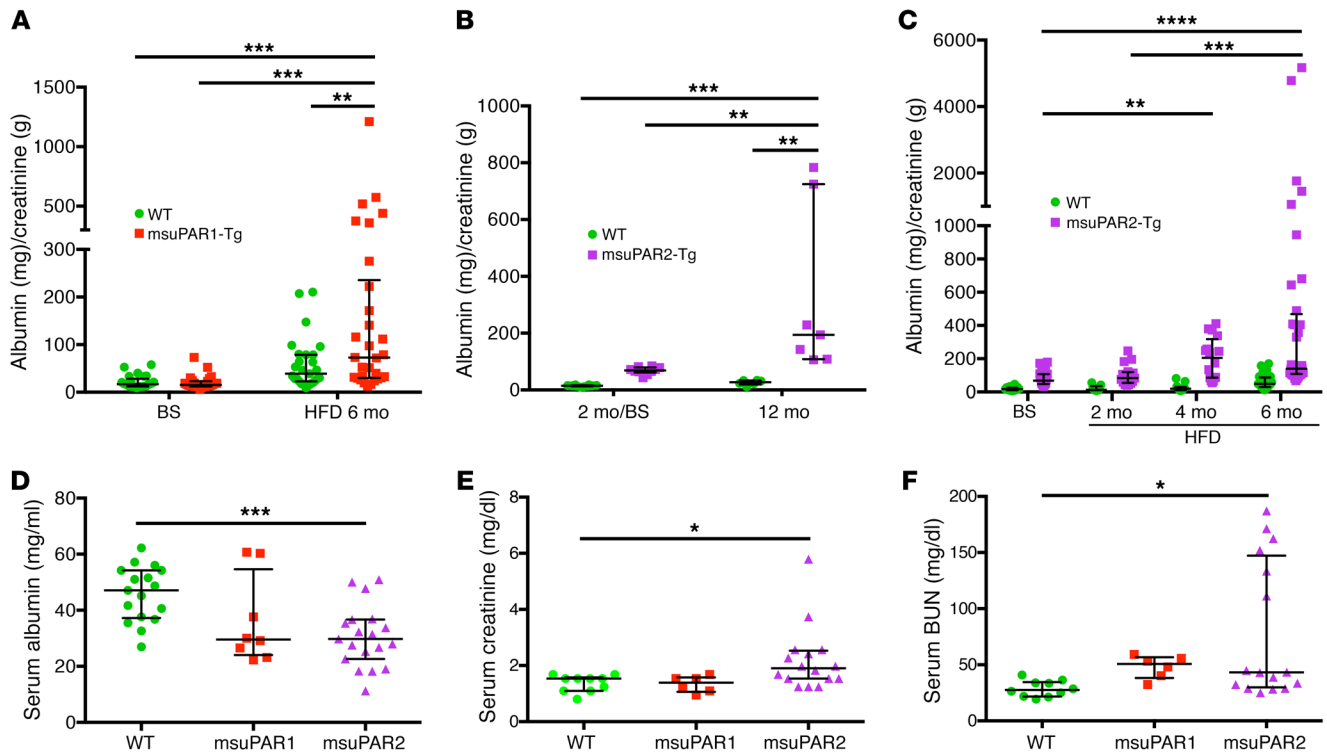 A
***
***
**
Albumin (mg)/creatinine (g)
1500
1000
500
300
200
100
0
WT
msuPAR1-Tg
BS
HFD 6 mo
B
***
**
**
Albumin (mg)/creatinine (g)
1000
800
600
400
200
0
WT
msuPAR2-Tg
2 mo/BS
12 mo
C
****
***
**
Albumin (mg)/creatinine (g)
6000
4000
2000
1000
800
600
400
200
0
WT
msuPAR2-Tg
BS
2 mo
4 mo
6 mo
HFD
D
***
Serum albumin (mg/ml)
80
60
40
20
0
WT
msuPAR1
msuPAR2
E
*
Serum creatinine (mg/dl)
8
6
4
2
0
WT
msuPAR1
msuPAR2
F
*
Serum BUN (mg/dl)
200
150
100
50
0
WT
msuPAR1
msuPAR2